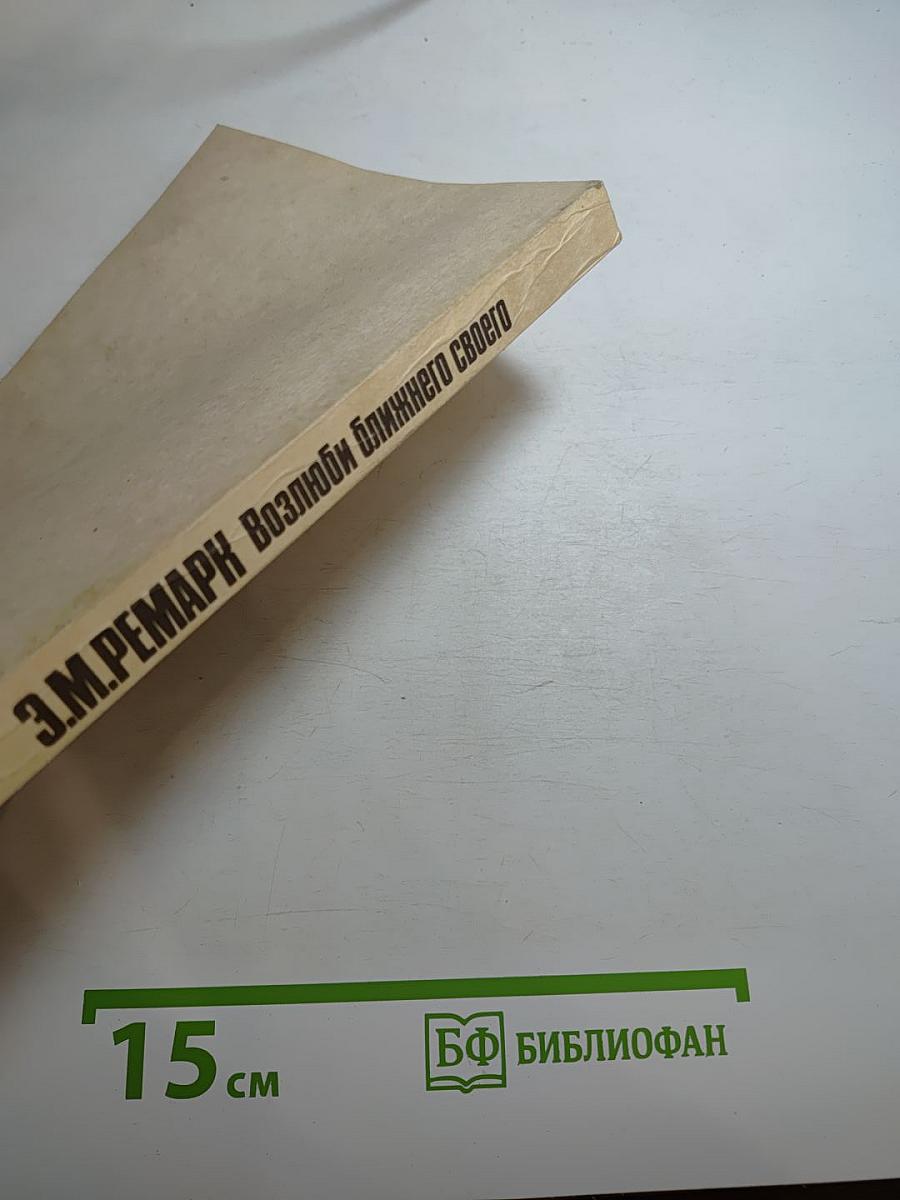 Э.М.РЕМАРК Возлюби ближнего своего
15 см
БФ БИБЛИОФАН